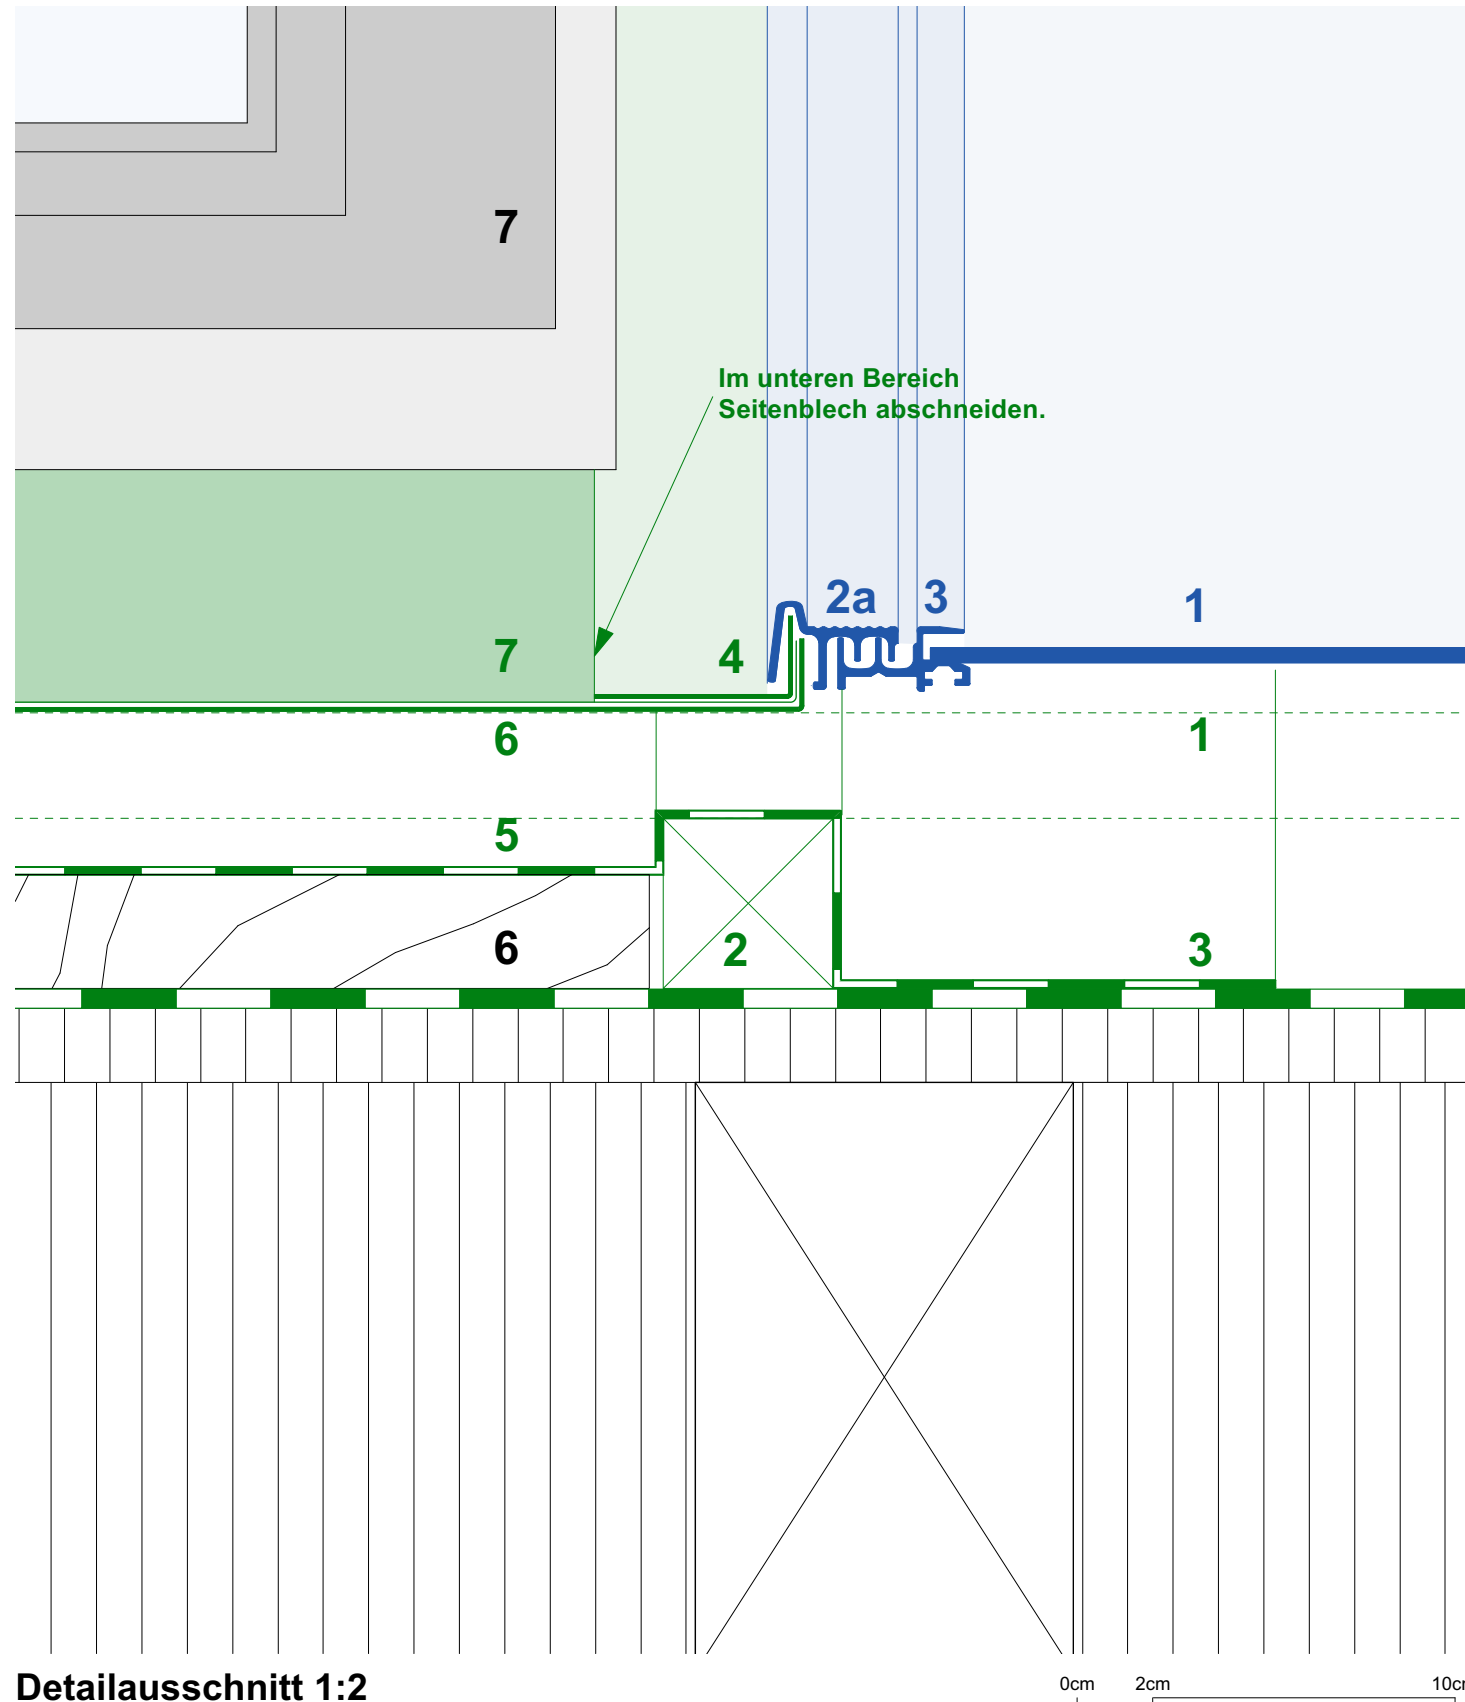 7
Im unteren Bereich
Seitenblech abschneiden.
2a 3 1
7 4
6 1
5
6 2 3
Detailausschnitt 1:2
0cm 2cm 10cm